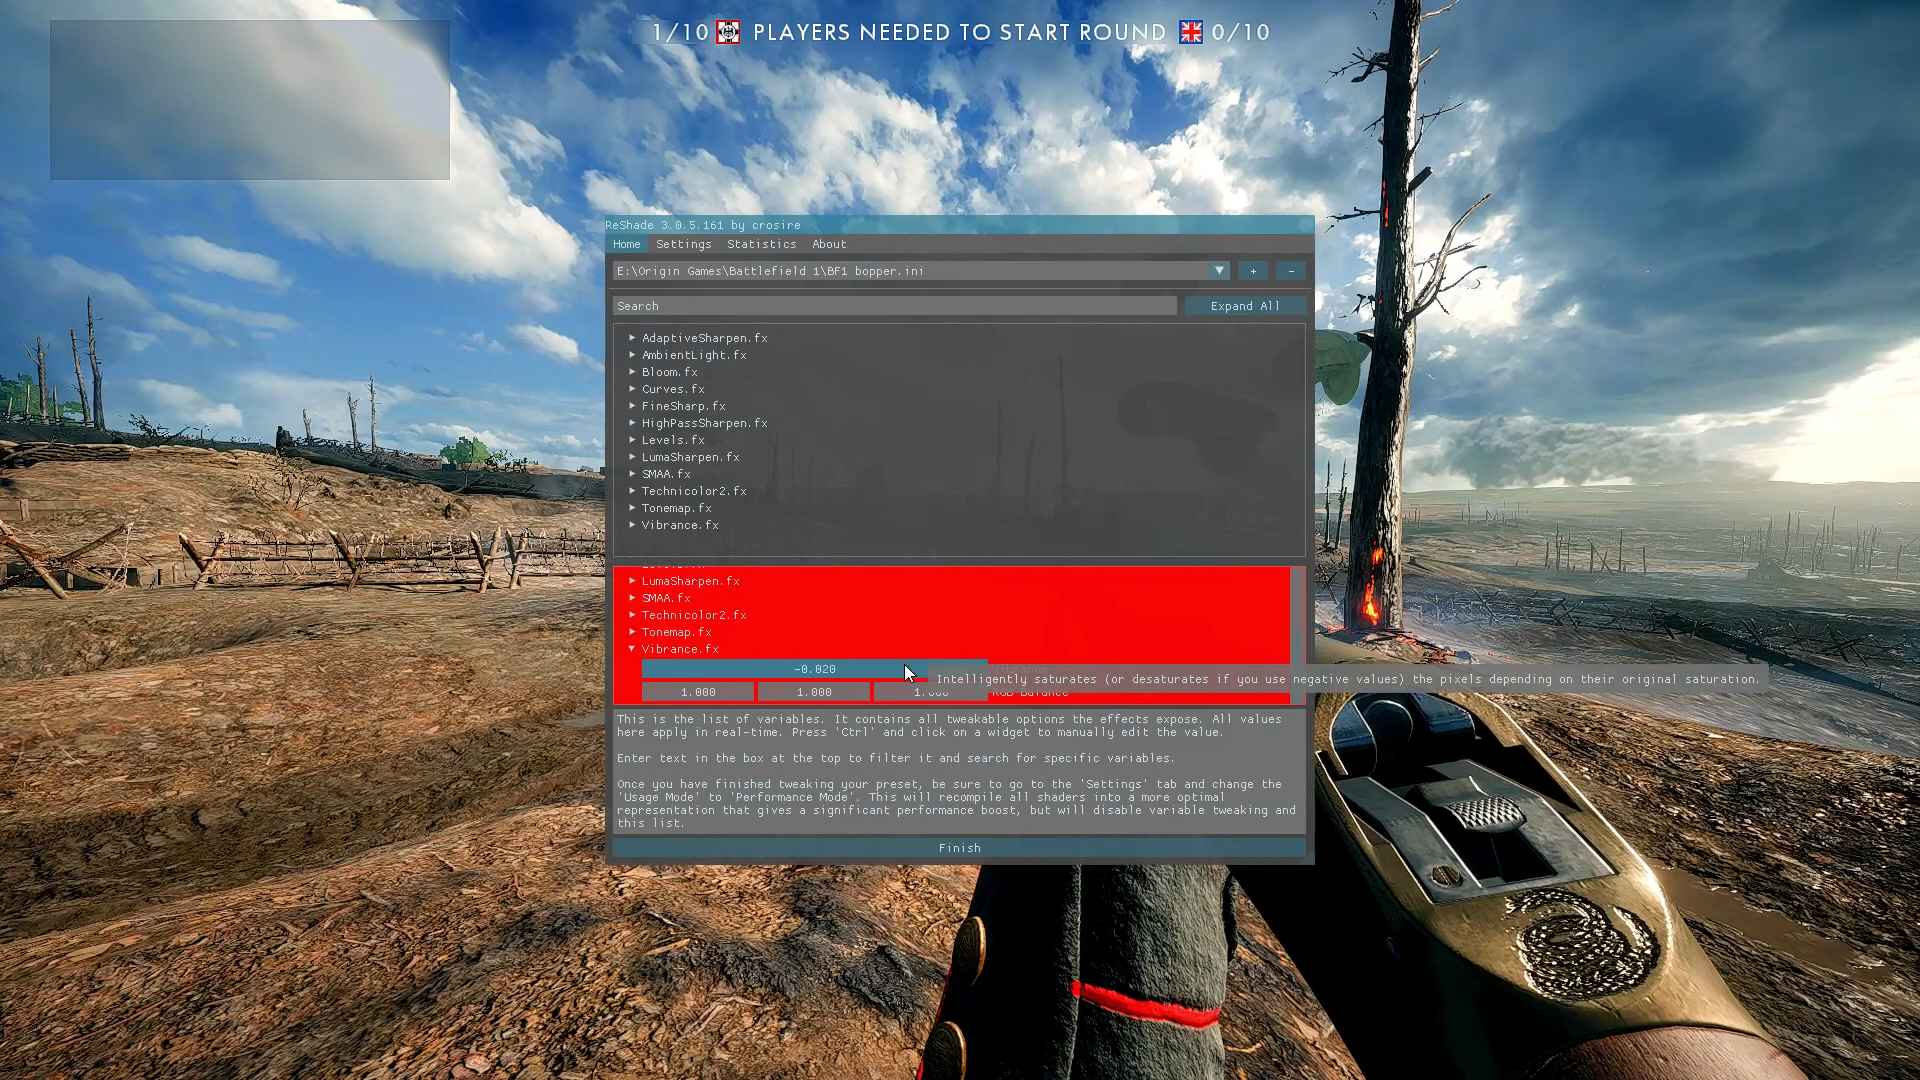 1/10 PLAYERS NEEDED TO START ROUND 0/10
ReShade 3.0.5.161 by crosire
Home Settings Statistics About
E:\Origin Games\Battlefield 1\BF1 bopper.ini ▼ + -
Search Expand All
AdaptiveSharpen.fx
AmbientLight.fx
Bloom.fx
Curves.fx
FineSharp.fx
HighPassSharpen.fx
Levels.fx
LumaSharpen.fx
SMAA.fx
Technicolor2.fx
Tonemap.fx
Vibrance.fx
LumaSharpen.fx
SMAA.fx
Technicolor2.fx
Tonemap.fx
Vibrance.fx
-0.020 Vibrance
Intelligently saturates (or desaturates if you use negative values) the pixels depending on their original saturation.
1.000 1.000 1.000 RGB Balance
This is the list of variables. It contains all tweakable options the effects expose. All values
here apply in real-time. Press 'Ctrl' and click on a widget to manually edit the value.
Enter text in the box at the top to filter it and search for specific variables.
Once you have finished tweaking your preset, be sure to go to the 'Settings' tab and change the
'Usage Mode' to 'Performance Mode'. This will recompile all shaders into a more optimal
representation that gives a significant performance boost, but will disable variable tweaking and
this list.
Finish